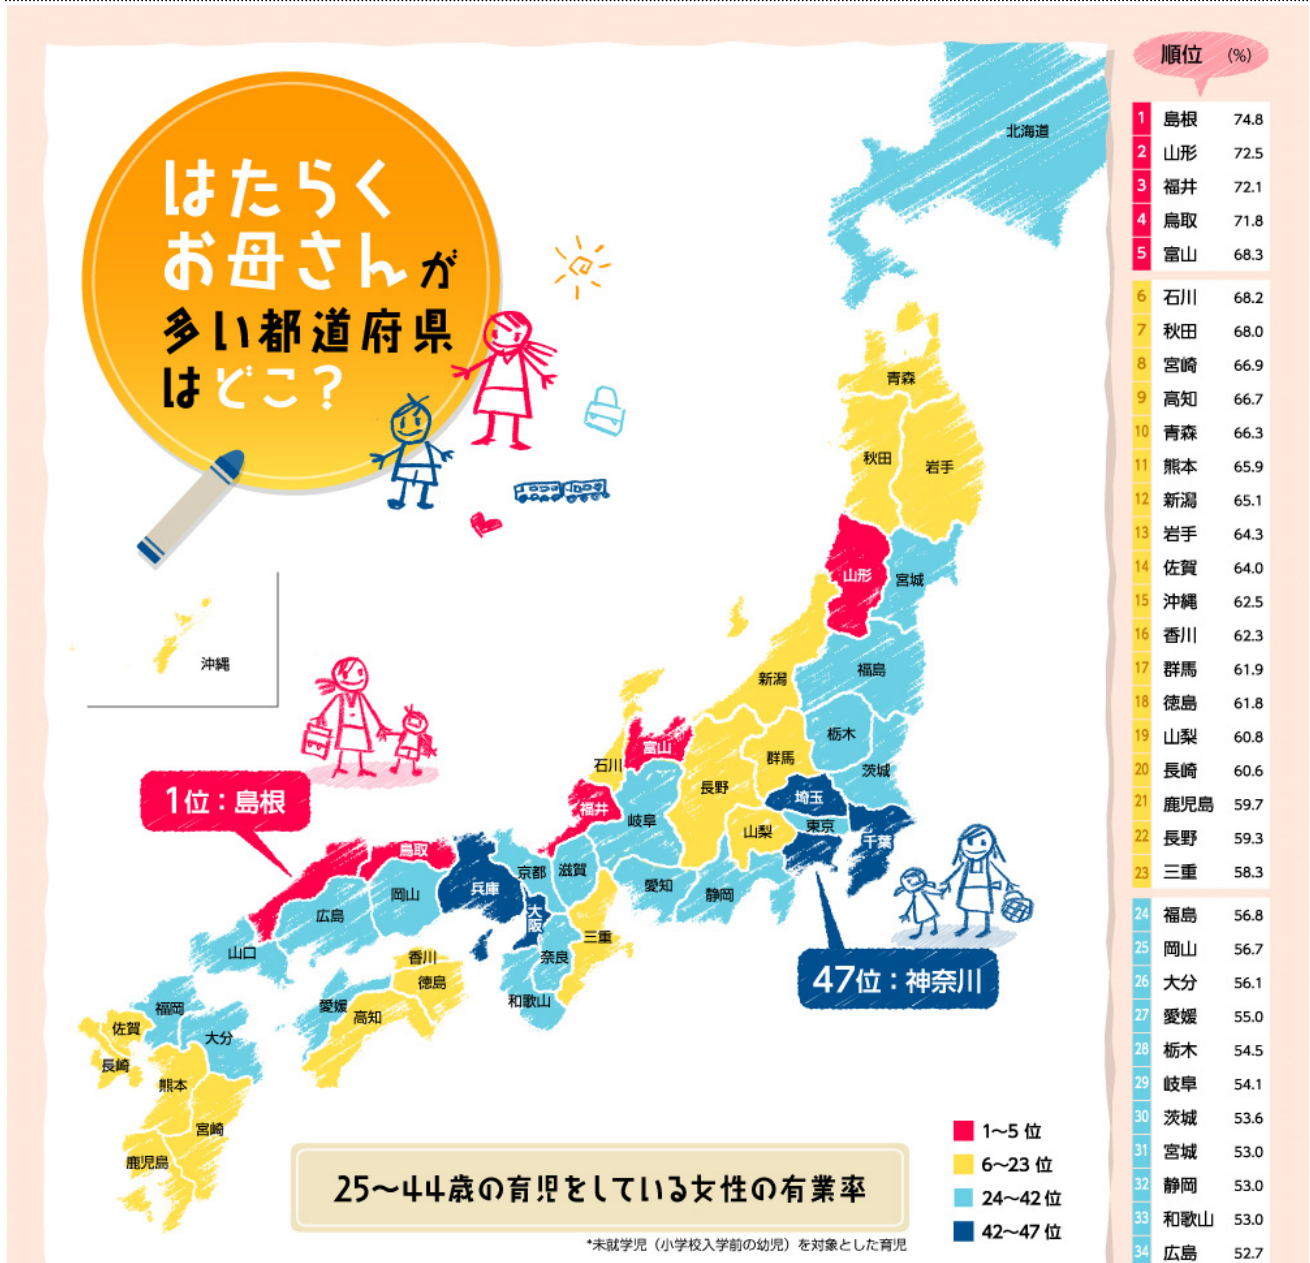 はたらく
お母さんが
多い都道府県
はどこ？
順位 (%)
1 島根 74.8
2 山形 72.5
3 福井 72.1
4 鳥取 71.8
5 富山 68.3
6 石川 68.2
7 秋田 68.0
8 宮崎 66.9
9 高知 66.7
10 青森 66.3
11 熊本 65.9
12 新潟 65.1
13 岩手 64.3
14 佐賀 64.0
15 沖縄 62.5
16 香川 62.3
17 群馬 61.9
18 徳島 61.8
19 山梨 60.8
20 長崎 60.6
21 鹿児島 59.7
22 長野 59.3
23 三重 58.3
24 福島 56.8
25 岡山 56.7
26 大分 56.1
27 愛媛 55.0
28 栃木 54.5
29 岐阜 54.1
30 茨城 53.6
31 宮城 53.0
32 静岡 53.0
33 和歌山 53.0
34 広島 52.7
北海道
青森
秋田
岩手
山形
宮城
福島
新潟
栃木
群馬
茨城
埼玉
東京
千葉
山梨
長野
富山
石川
福井
岐阜
静岡
愛知
滋賀
京都
三重
奈良
大阪
和歌山
兵庫
鳥取
岡山
広島
山口
香川
徳島
愛媛
高知
福岡
佐賀
長崎
大分
熊本
宮崎
鹿児島
沖縄
1位：島根
47位：神奈川
1～5 位
6～23 位
24～42 位
42～47 位
25～44歳の育児をしている女性の有業率
*未就学児（小学校入学前の幼児）を対象とした育児